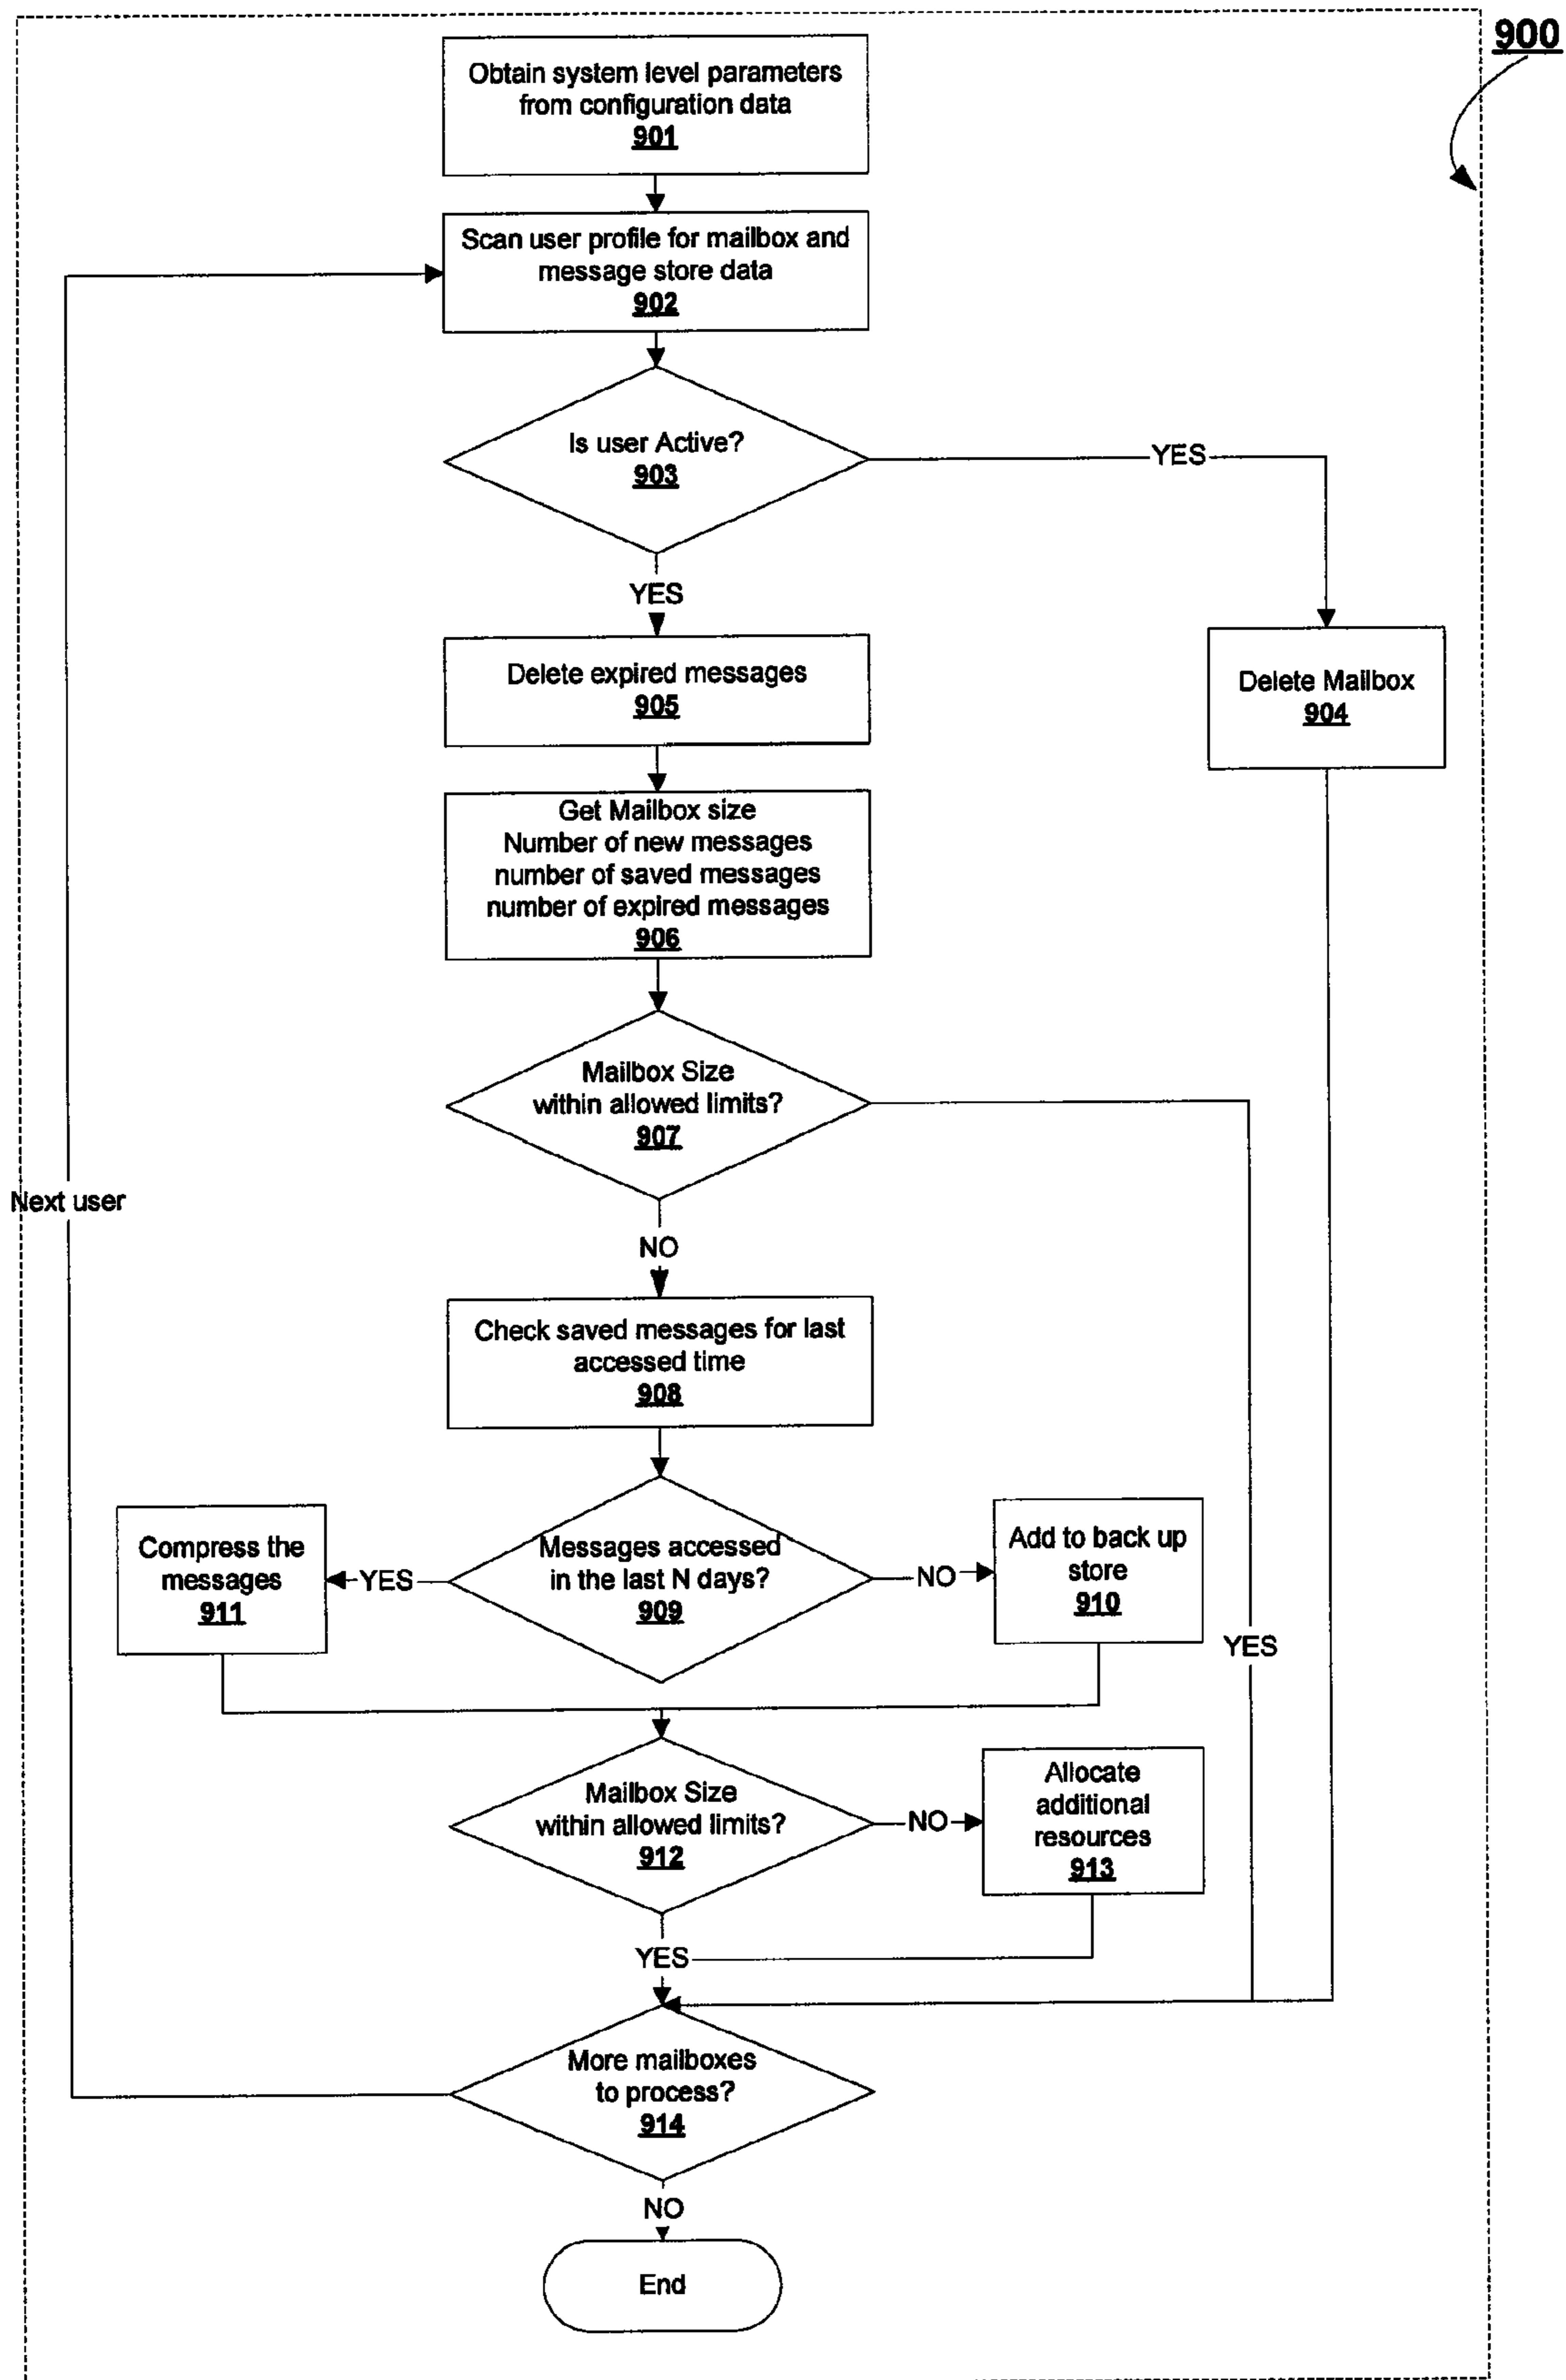 900
Obtain system level parameters
from configuration data
901
Scan user profile for mailbox and
message store data
902
Is user Active?
903
YES
YES
Delete expired messages
905
Delete Mailbox
904
Get Mailbox size
Number of new messages
number of saved messages
number of expired messages
906
Mailbox Size
within allowed limits?
907
Next user
NO
Check saved messages for last
accessed time
908
Compress the
messages
911
YES
Messages accessed
in the last N days?
909
NO
Add to back up
store
910
YES
Mailbox Size
within allowed limits?
912
NO
Allocate
additional
resources
913
YES
More mailboxes
to process?
914
NO
End